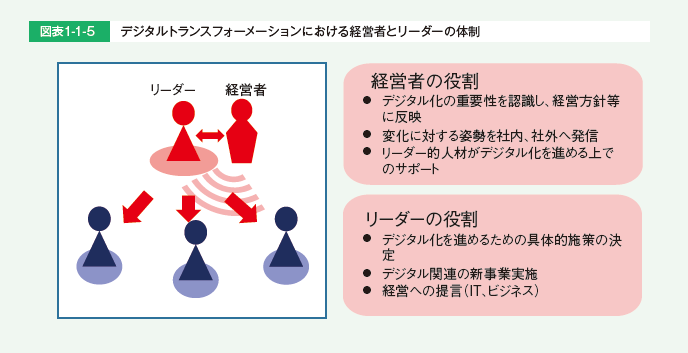 図表1-1-5 デジタルトランスフォーメーションにおける経営者とリーダーの体制
リーダー 経営者
経営者の役割
● デジタル化の重要性を認識し、経営方針等
に反映
● 変化に対する姿勢を社内、社外へ発信
● リーダー的人材がデジタル化を進める上で
のサポート
リーダーの役割
● デジタル化を進めるための具体的施策の決
定
● デジタル関連の新事業実施
● 経営への提言（IT、ビジネス）